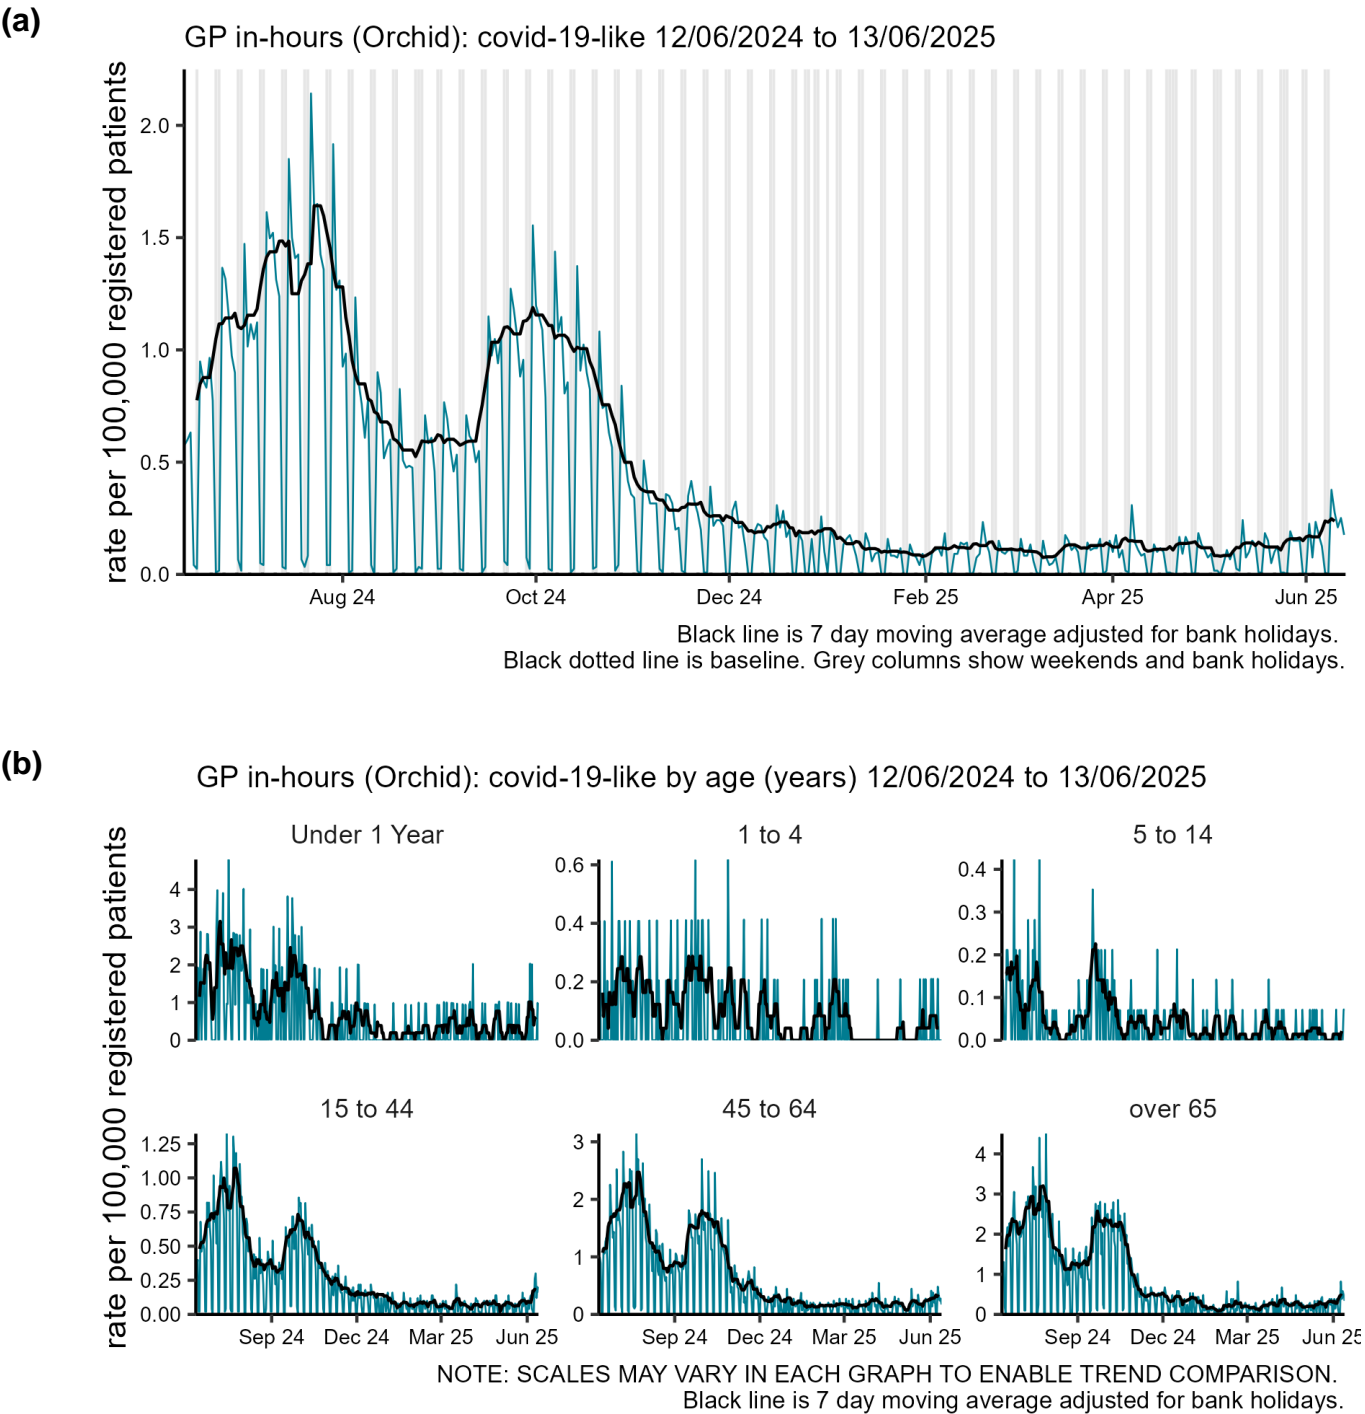 (a)
GP in-hours (Orchid): covid-19-like 12/06/2024 to 13/06/2025
rate per 100,000 registered patients
2.0
1.5
1.0
0.5
0.0
Aug 24 Oct 24 Dec 24 Feb 25 Apr 25 Jun 25
Black line is 7 day moving average adjusted for bank holidays.
Black dotted line is baseline. Grey columns show weekends and bank holidays.
(b)
GP in-hours (Orchid): covid-19-like by age (years) 12/06/2024 to 13/06/2025
rate per 100,000 registered patients
Under 1 Year
4
3
2
1
0
1 to 4
0.6
0.4
0.2
0.0
5 to 14
0.4
0.3
0.2
0.1
0.0
15 to 44
1.25
1.00
0.75
0.50
0.25
0.00
Sep 24 Dec 24 Mar 25 Jun 25
45 to 64
3
2
1
0
Sep 24 Dec 24 Mar 25 Jun 25
over 65
4
3
2
1
0
Sep 24 Dec 24 Mar 25 Jun 25
NOTE: SCALES MAY VARY IN EACH GRAPH TO ENABLE TREND COMPARISON.
Black line is 7 day moving average adjusted for bank holidays.